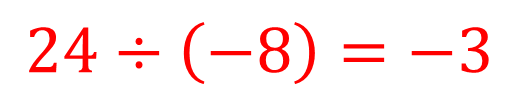 24 ÷ (−8) = −3